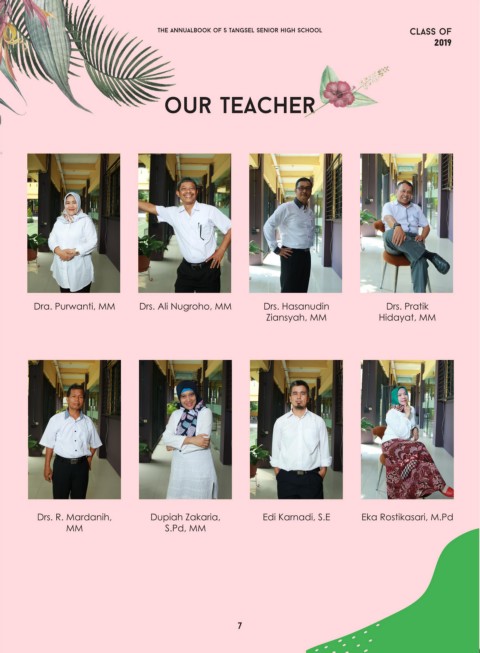 THE ANNUALBOOK OF 5 TANGSEL SENIOR HIGH SCHOOL
CLASS OF
2019
OUR TEACHER
Dra. Purwanti, MM
Drs. Ali Nugroho, MM
Drs. Hasanudin
Ziansyah, MM
Drs. Pratik
Hidayat, MM
Drs. R. Mardanih,
MM
Dupiah Zakaria,
S.Pd, MM
Edi Karnadi, S.E
Eka Rostikasari, M.Pd
7